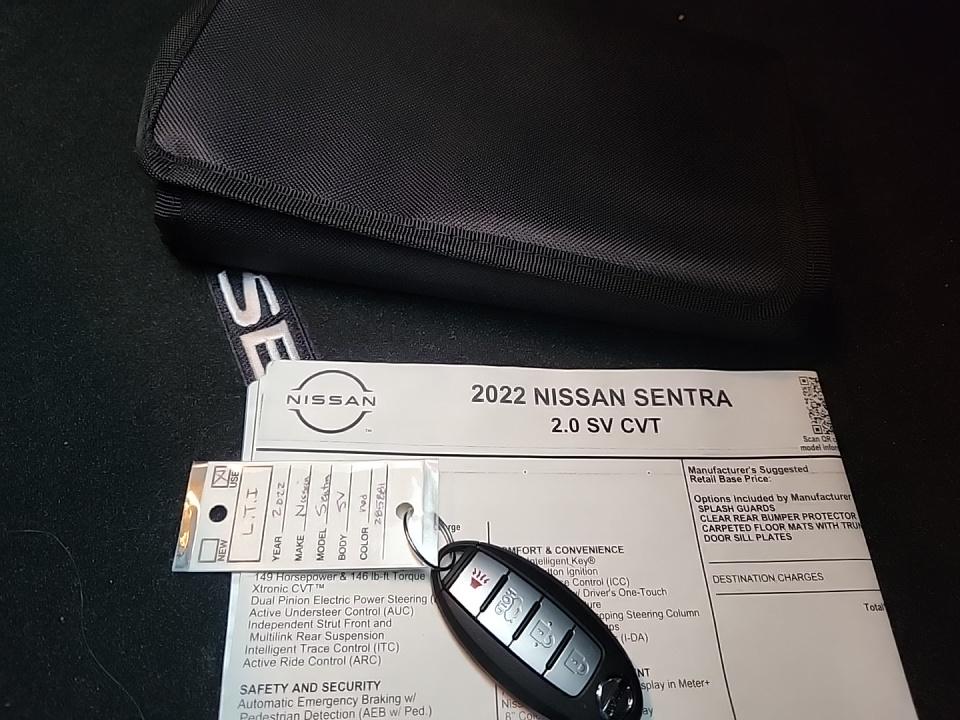 SE
NISSAN
2022 NISSAN SENTRA
2.0 SV CVT
Scan QR
Manufacturer's Suggested
Retail Base Price:
Options Included by Manufacturer
SPLASH GUARDS
CLEAR REAR BUMPER PROTECTOR
CARPETED FLOOR MATS WITH
DOOR SILL PLATES
DESTINATION CHARGES
Total
NEW
USE
L.T.I
YEAR 2022
MAKE Nissan
MODEL Sentra
BODY SV
COLOR red
149 Horsepower & 146 lb-ft Torque
Xtronic CVT™
Dual Pinion Electric Power Steering
Active Understeer Control (AUC)
Independent Strut Front and
Multilink Rear Suspension
Intelligent Trace Control (ITC)
Active Ride Control (ARC)
SAFETY AND SECURITY
Automatic Emergency Braking w/
Pedestrian Detection (AEB w/ Ped.)
& CONVENIENCE
Key®
Ignition
Control (ICC)
Driver's One-Touch
Steering Column
(I-DA)
Display in Meter+
8"